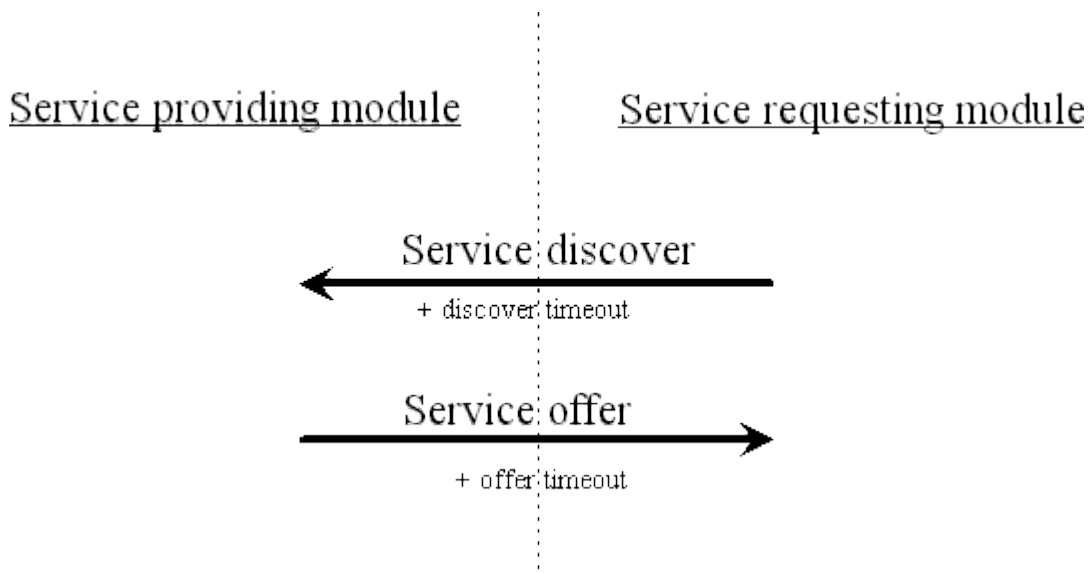 Service providing module
Service requesting module
Service discover
+ discover timeout
Service offer
+ offer timeout